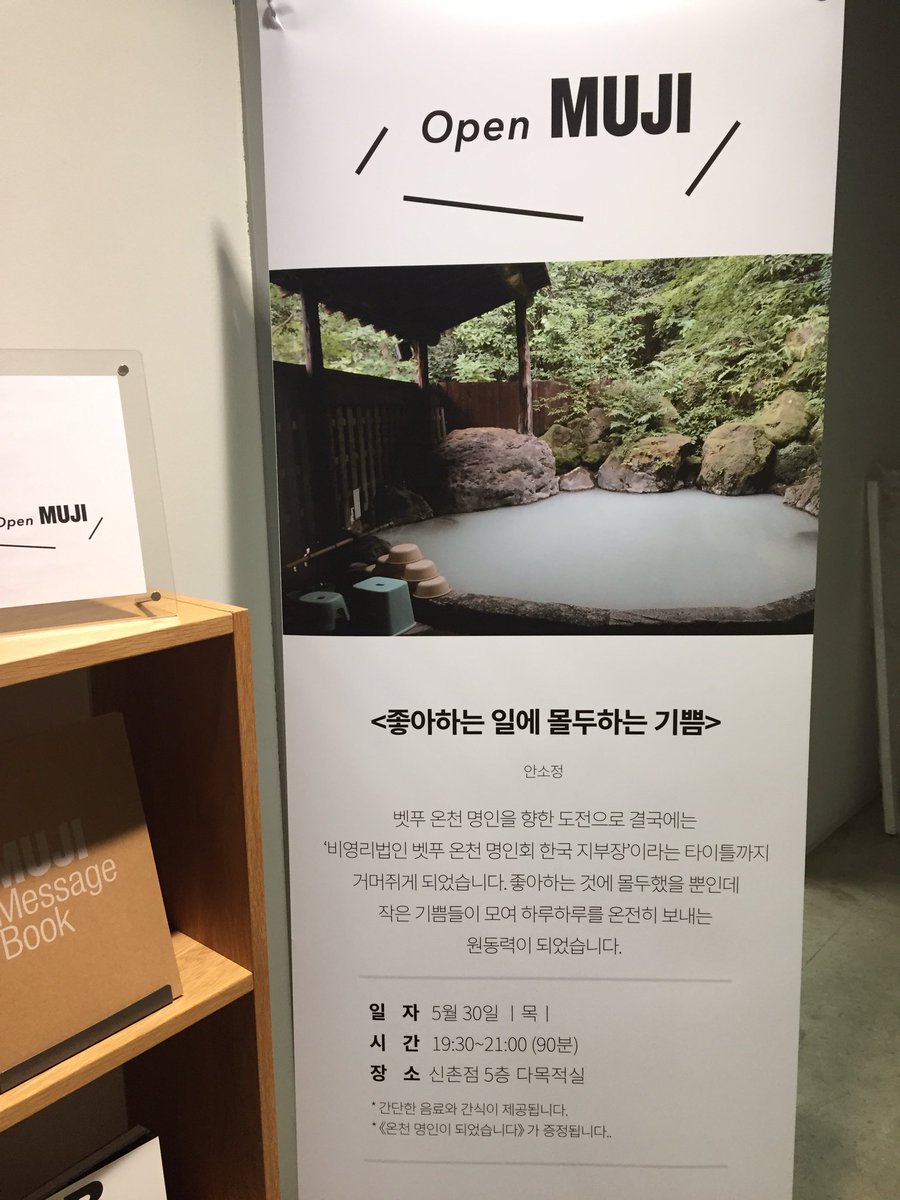 Open MUJI
<좋아하는 일에 몰두하는 기쁨>
안소정
벳푸 온천 명인을 향한 도전으로 결국에는
'비영리법인 벳푸 온천 명인회 한국 지부장'이라는 타이틀까지
거머쥐게 되었습니다. 좋아하는 것에 몰두했을 뿐인데
작은 기쁨들이 모여 하루하루를 온전히 보내는
원동력이 되었습니다.
일 자 5월 30일 ㅣ목ㅣ
시 간 19:30~21:00 (90분)
장 소 신촌점 5층 다목적실
* 간단한 음료와 간식이 제공됩니다.
* 《온천 명인이 되었습니다》가 증정됩니다..
Open MUJI
MUJI
Message
Book